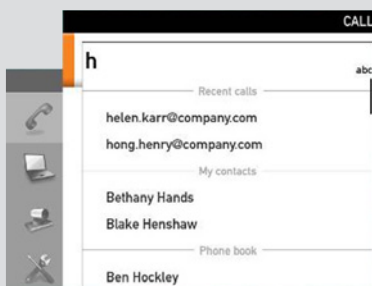 CALL
h
abc
Recent calls
helen.karr@company.com
hong.henry@company.com
My contacts
Bethany Hands
Blake Henshaw
Phone book
Ben Hockley